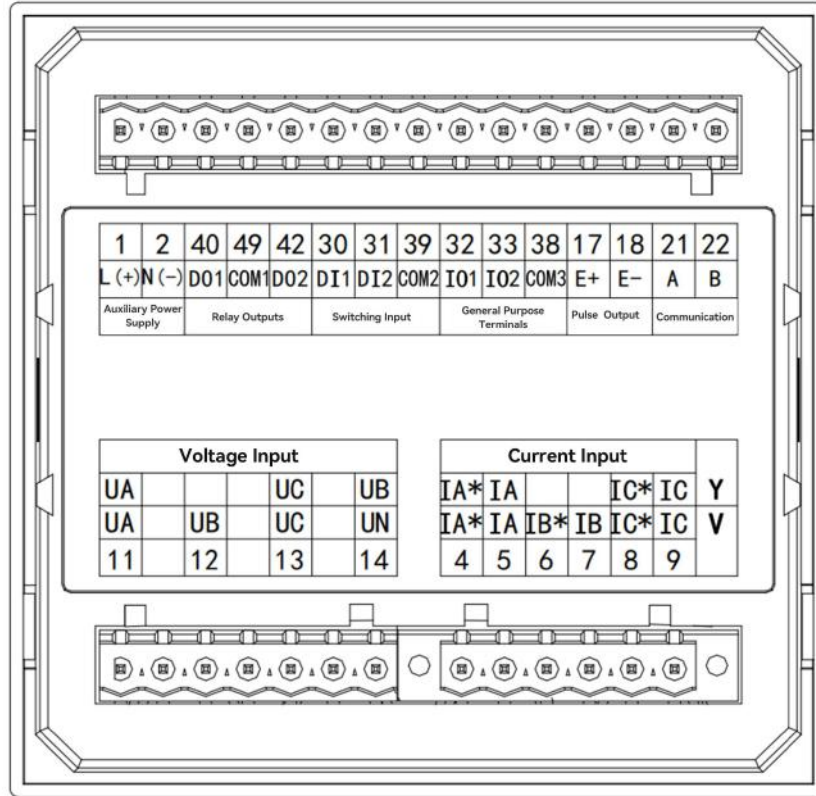 1 2 40 49 42 30 31 39 32 33 38 17 18 21 22
L(+) N(-) DO1 COM1 DO2 DI1 DI2 COM2 IO1 IO2 COM3 E+ E- A B
Auxiliary Power Supply Relay Outputs Switching Input General Purpose Terminals Pulse Output Communication
Voltage Input Current Input
UA UC UB IA* IA IC* IC Y
UA UB UC UN IA* IA IB* IB IC* IC V
11 12 13 14 4 5 6 7 8 9